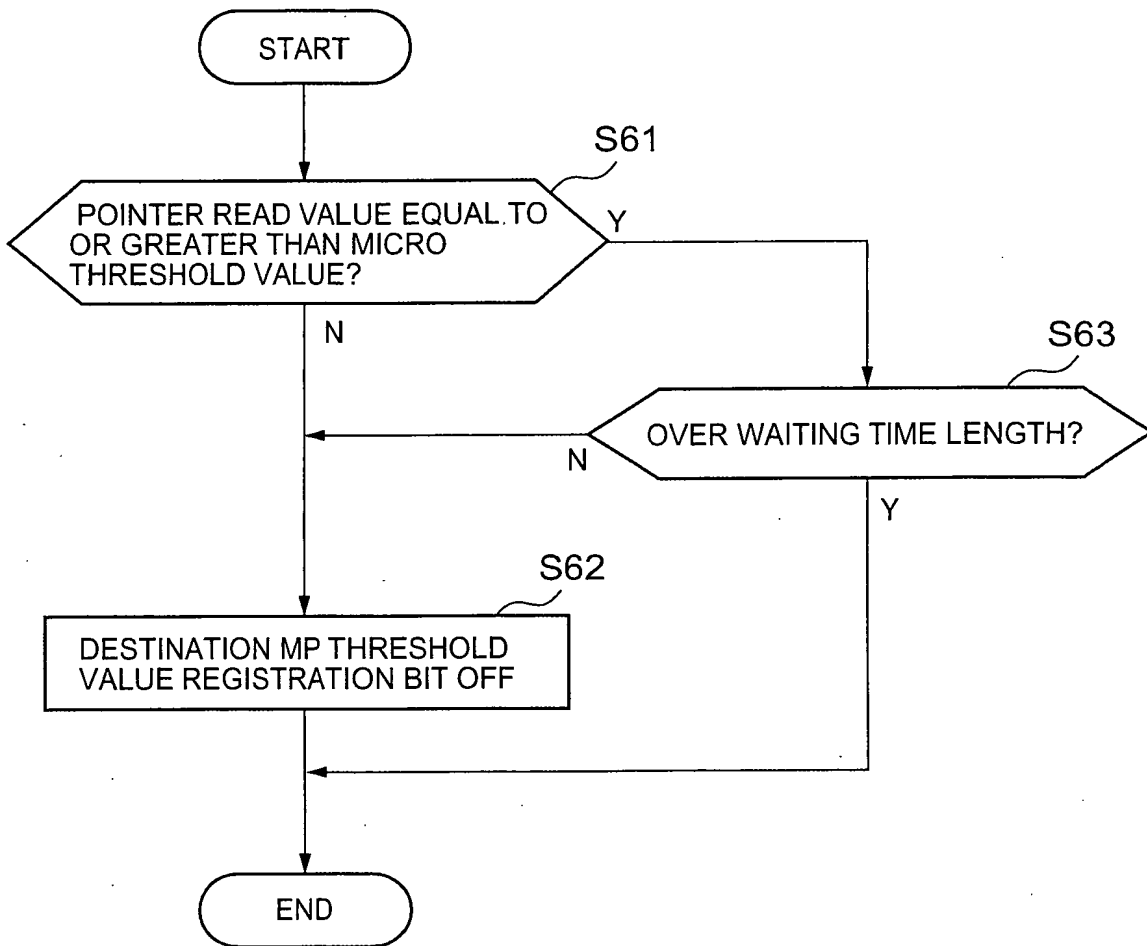 START
S61
POINTER READ VALUE EQUAL TO
OR GREATER THAN MICRO
THRESHOLD VALUE?
Y
N
S63
OVER WAITING TIME LENGTH?
N
Y
S62
DESTINATION MP THRESHOLD
VALUE REGISTRATION BIT OFF
END